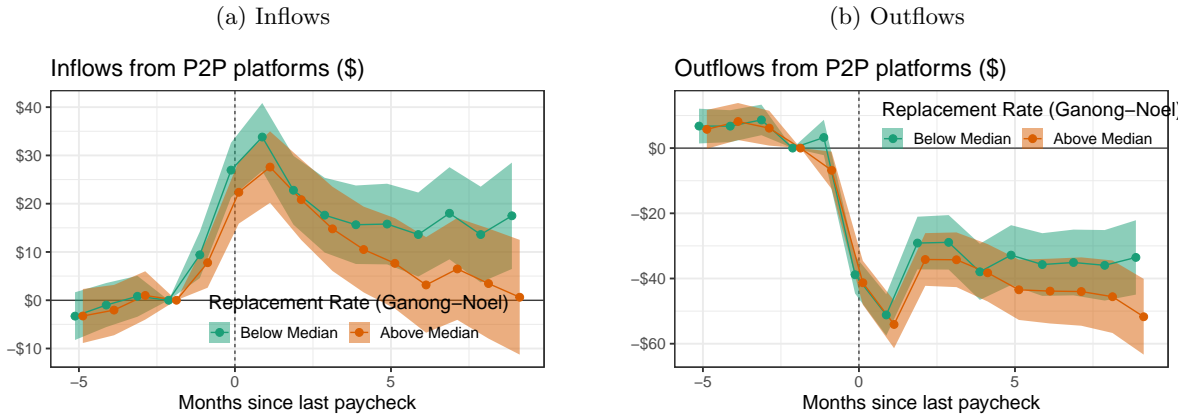 (a) Inflows
Inflows from P2P platforms ($)
$40
$30
$20
$10
$0
−$10
Replacement Rate (Ganong−Noel)
Below Median
Above Median
−5
0
5
Months since last paycheck
(b) Outflows
Outflows from P2P platforms ($)
Replacement Rate (Ganong−Noel)
Below Median
Above Median
$0
−$20
−$40
−$60
−5
0
5
Months since last paycheck